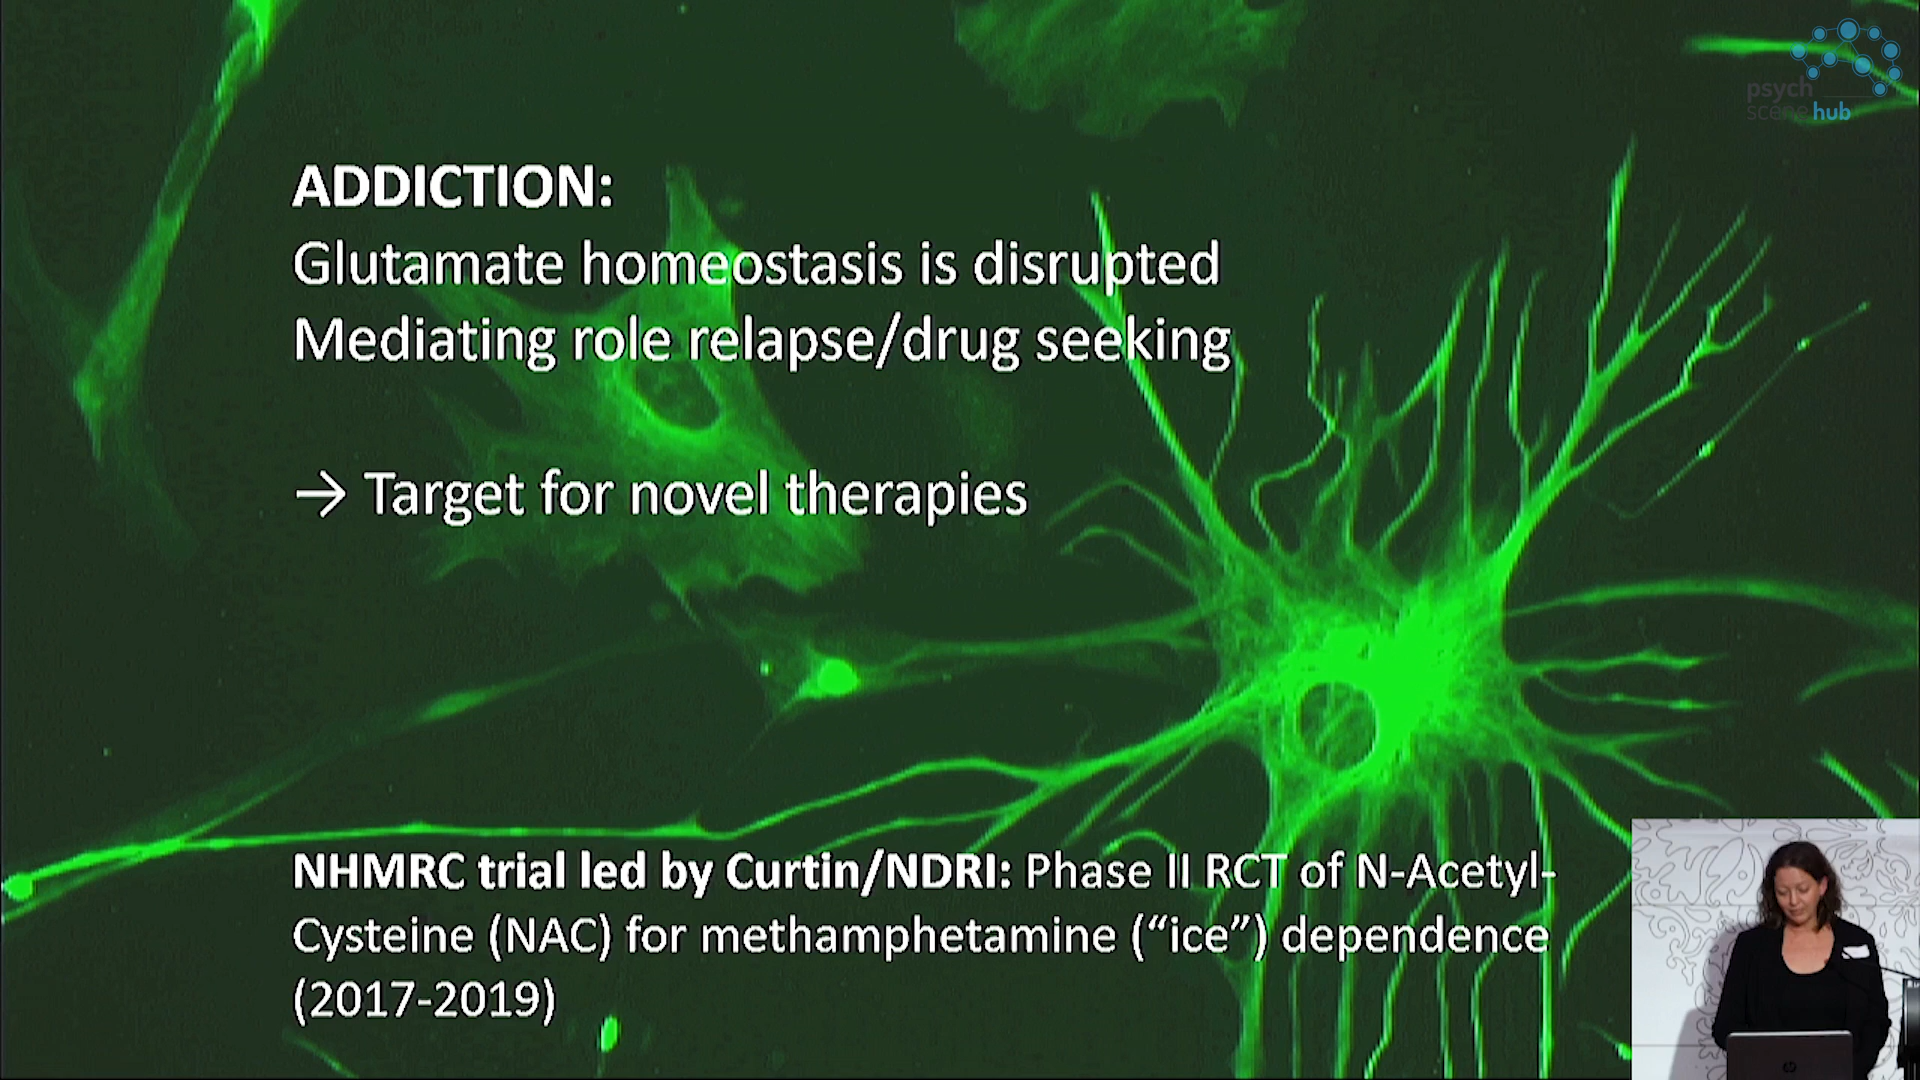 psych
scene hub
ADDICTION:
Glutamate homeostasis is disrupted
Mediating role relapse/drug seeking
→ Target for novel therapies
NHMRC trial led by Curtin/NDRI: Phase II RCT of N-Acetyl-
Cysteine (NAC) for methamphetamine (“ice”) dependence
(2017-2019)
hp